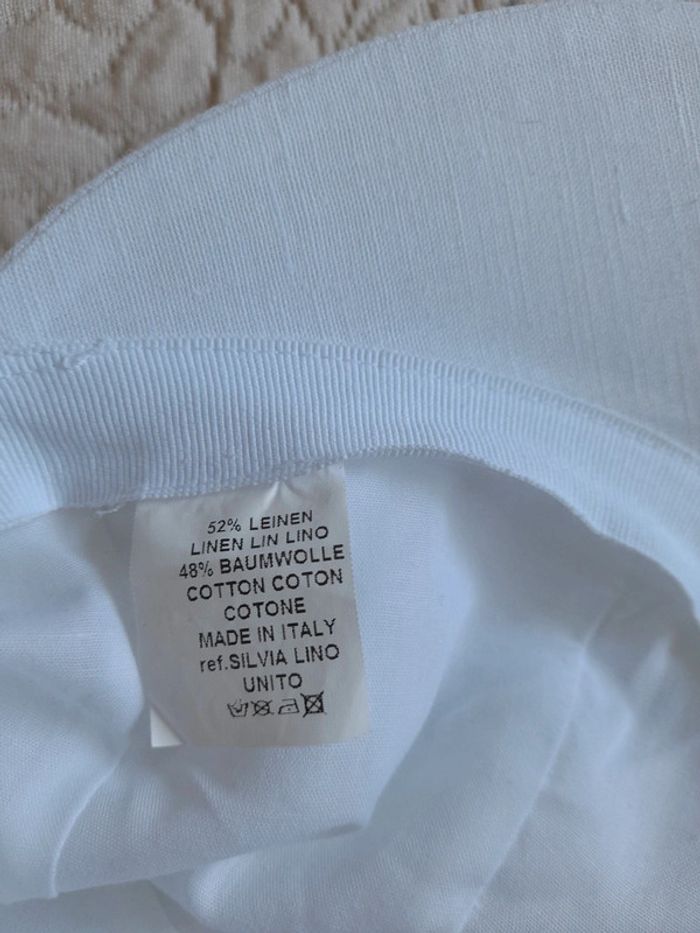 52% LEINEN
LINEN LIN LINO
48% BAUMWOLLE
COTTON COTON
COTONE
MADE IN ITALY
ref.SILVIA LINO
UNITO